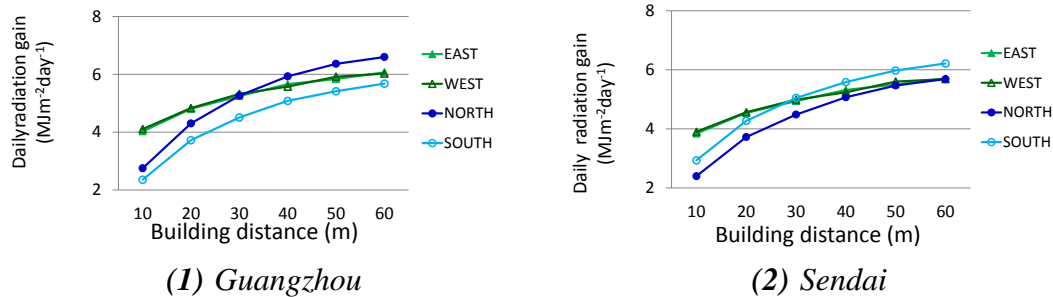 Dailyradiation gain
(MJm-2day-1)
8
6
4
2
10 20 30 40 50 60
Building distance (m)
EAST
WEST
NORTH
SOUTH
(1) Guangzhou
Daily radiation gain
(MJm-2day-1)
8
6
4
2
10 20 30 40 50 60
Building distance (m)
EAST
WEST
NORTH
SOUTH
(2) Sendai